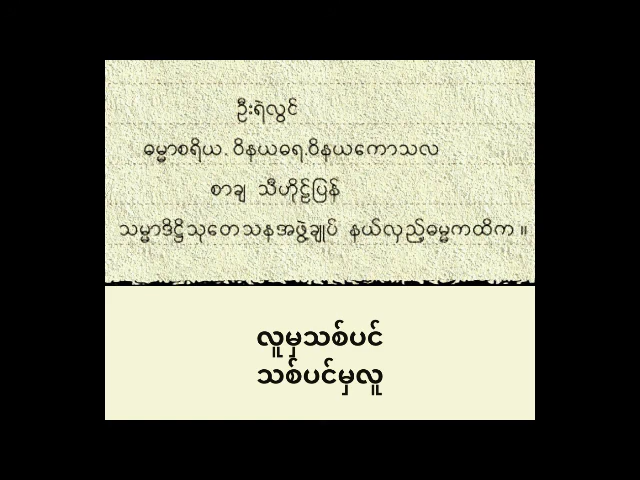 ဦးရဲလွင်
ဓမ္မာစရိယ, ဝိနယဓရ,ဝိနယကောသလ
စာချ သီဟိုဠ်ပြန်
သမ္မာဒိဋ္ဌိသုတေသနအဖွဲ့ချုပ် နယ်လှည့်ဓမ္မကထိက ။
လူမှသစ်ပင်
သစ်ပင်မှလူ